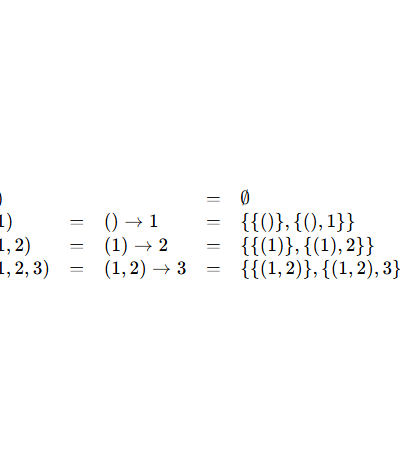 ) = ∅
1) = () → 1 = {{()}, {(), 1}}
1, 2) = (1) → 2 = {{(1)}, {(1), 2}}
1, 2, 3) = (1, 2) → 3 = {{(1, 2)}, {(1, 2), 3}